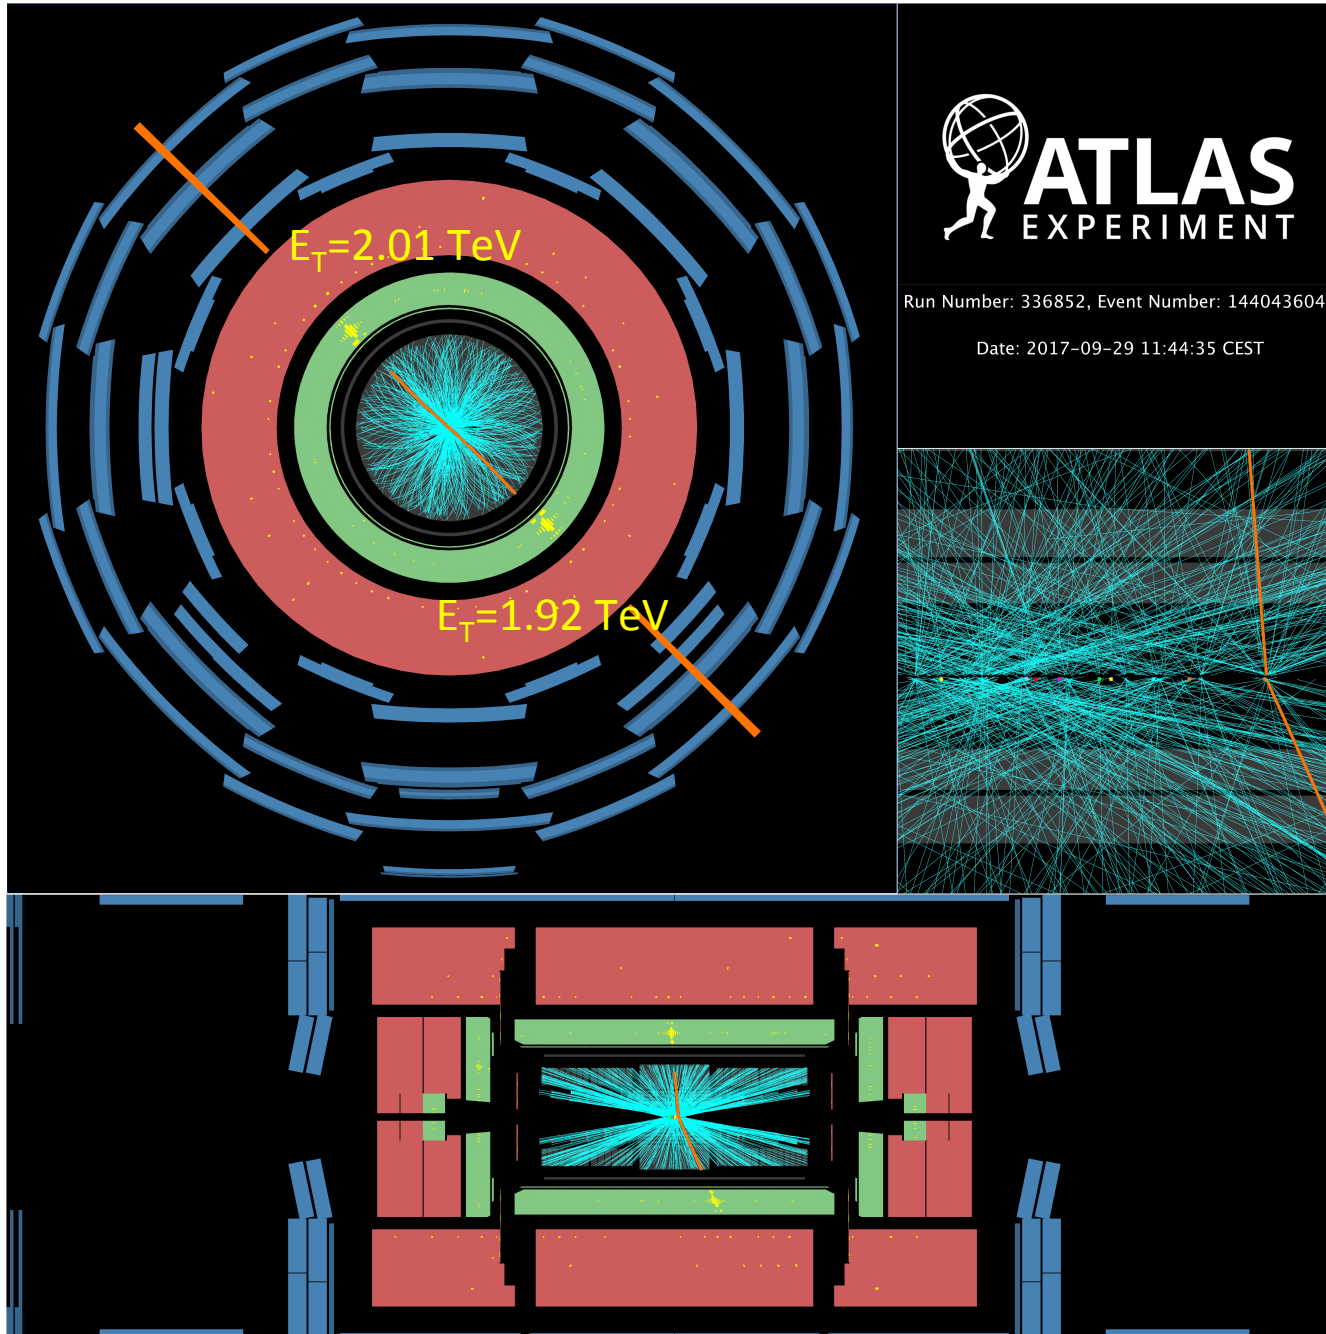 E_T=2.01 TeV
E_T=1.92 TeV
ATLAS
EXPERIMENT
Run Number: 336852, Event Number: 144043604
Date: 2017-09-29 11:44:35 CEST